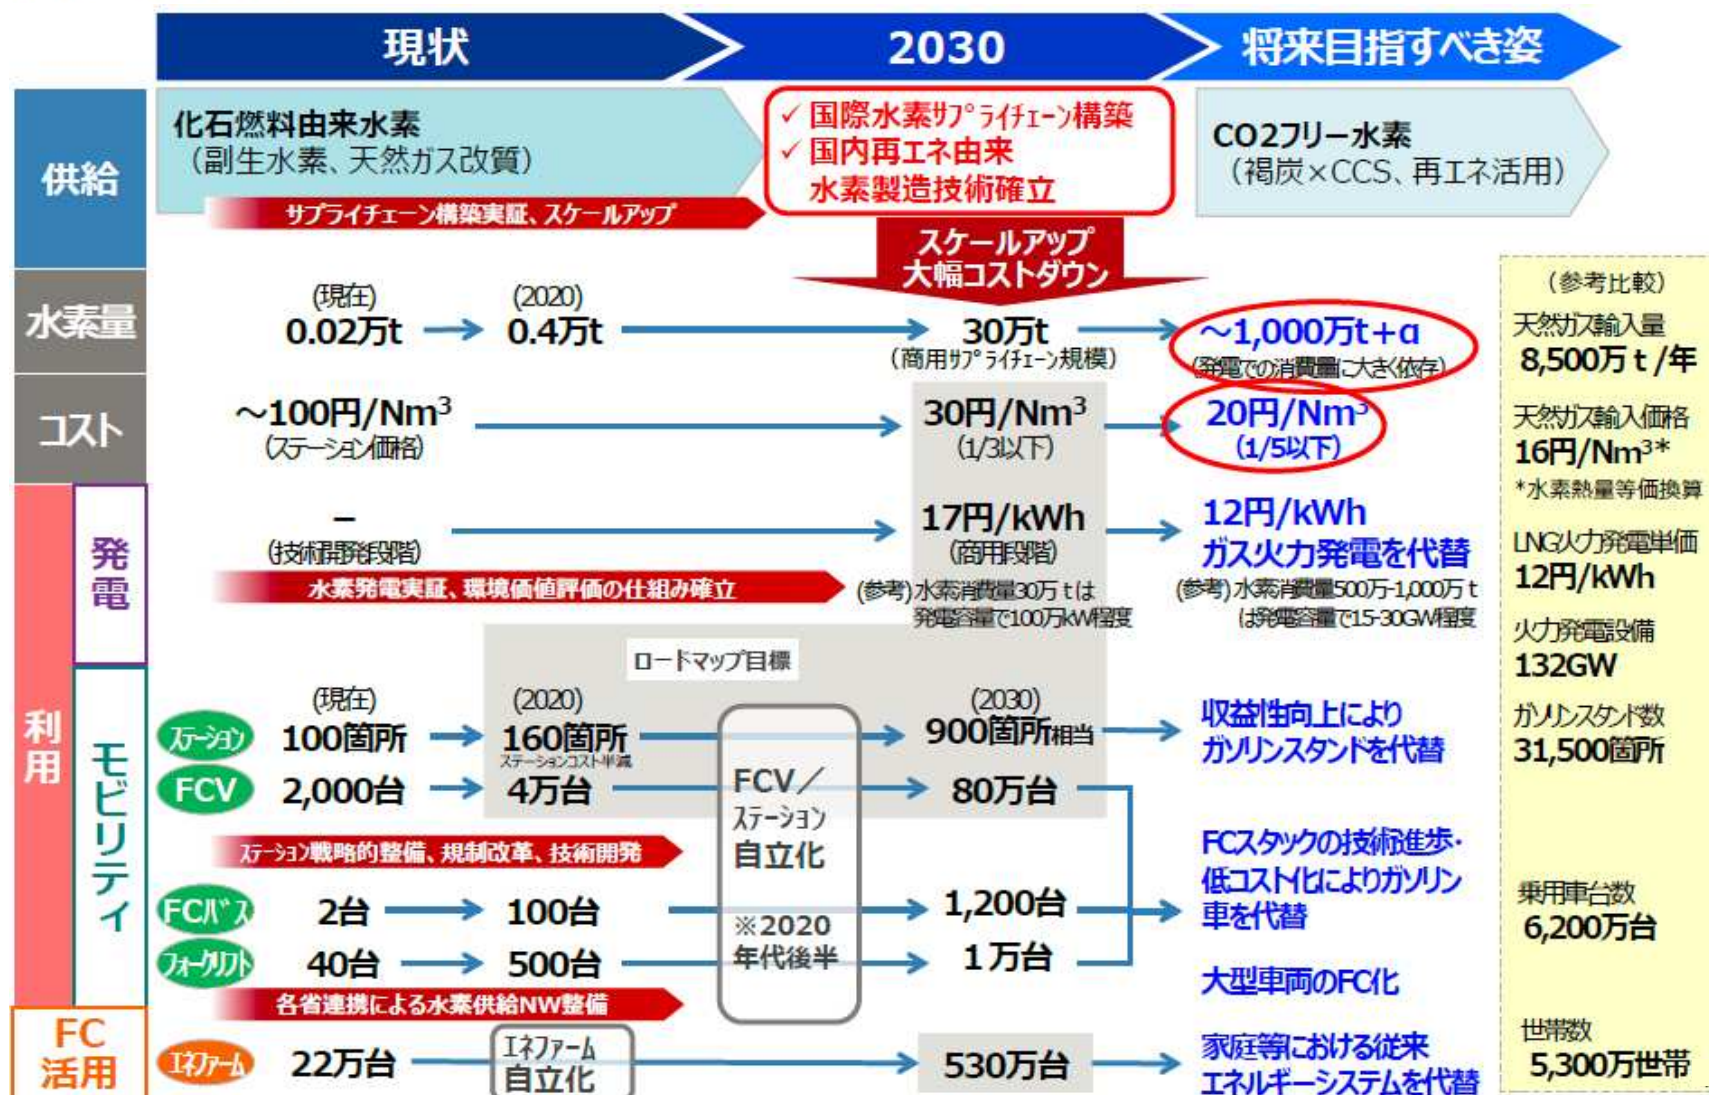 現状
2030
将来目指すべき姿
供給
化石燃料由来水素
(副生水素、天然ガス改質)
サプライチェーン構築実証、スケールアップ
✓ 国際水素ｻﾌﾟﾗｲﾁｪｰﾝ構築
✓ 国内再エネ由来
水素製造技術確立
CO2フリー水素
(褐炭×CCS、再エネ活用)
スケールアップ
大幅コストダウン
水素量
(現在)
0.02万t
(2020)
0.4万t
30万t
(商用ｻﾌﾟﾗｲﾁｪｰﾝ規模)
～1,000万t+α
(発電での消費量に大きく依存)
コスト
～100円/Nm³
(ステーション価格)
30円/Nm³
(1/3以下)
20円/Nm³
(1/5以下)
利用
発電
－
(技術開発段階)
17円/kWh
(商用段階)
12円/kWh
ガス火力発電を代替
水素発電実証、環境価値評価の仕組み確立
(参考) 水素消費量30万ｔは
発電容量で100万kW程度
(参考) 水素消費量500万-1,000万ｔ
は発電容量で15-30GW程度
ロードマップ目標
モビリティ
(現在)
(2020)
(2030)
ｽﾃｰｼｮﾝ
100箇所
160箇所
ステーションコスト半減
900箇所相当
収益性向上により
ガソリンスタンドを代替
FCV
2,000台
4万台
80万台
FCV／
ｽﾃｰｼｮﾝ
自立化
※2020
年代後半
ｽﾃｰｼｮﾝ戦略的整備、規制改革、技術開発
FCスタックの技術進歩・
低コスト化によりガソリン
車を代替
FCﾊﾞｽ
2台
100台
1,200台
ﾌｫｰｸﾘﾌﾄ
40台
500台
1万台
大型車両のFC化
各省連携による水素供給NW整備
FC
活用
ｴﾈﾌｧｰﾑ
22万台
ｴﾈﾌｧｰﾑ
自立化
530万台
家庭等における従来
エネルギーシステムを代替
(参考比較)
天然ガス輸入量
8,500万ｔ/年
天然ガス輸入価格
16円/Nm³*
*水素熱量等価換算
LNG火力発電単価
12円/kWh
火力発電設備
132GW
ガソリンスタンド数
31,500箇所
乗用車台数
6,200万台
世帯数
5,300万世帯